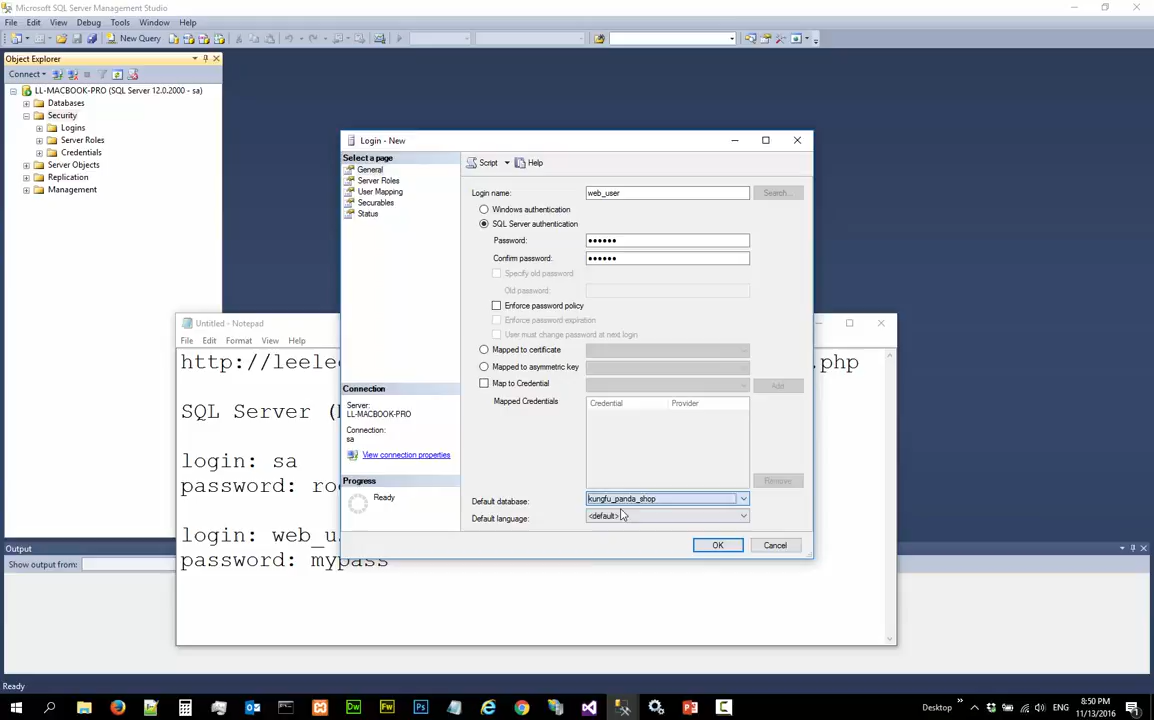 Microsoft SQL Server Management Studio
File Edit View Debug Tools Window Help
New Query
Object Explorer
Connect
LL-MACBOOK-PRO (SQL Server 12.0.2000 - sa)
Databases
Security
Logins
Server Roles
Credentials
Server Objects
Replication
Management
Login - New
Select a page
General
Server Roles
User Mapping
Securables
Status
Script Help
Login name: web_user Search...
Windows authentication
SQL Server authentication
Password: ●●●●●●
Confirm password: ●●●●●●
Specify old password
Old password:
Enforce password policy
Enforce password expiration
User must change password at next login
Mapped to certificate
Mapped to asymmetric key
Map to Credential Add
Mapped Credentials Credential Provider
Remove
Default database: kungfu_panda_shop
Default language: <default>
OK Cancel
Connection
Server:
LL-MACBOOK-PRO
Connection:
sa
View connection properties
Progress
Ready
Untitled - Notepad
File Edit Format View Help
http://leele .php
SQL Server (
login: sa
password: ro
login: web_u
password: mypass
Output
Show output from:
Ready
Desktop ENG 8:50 PM
11/13/2016